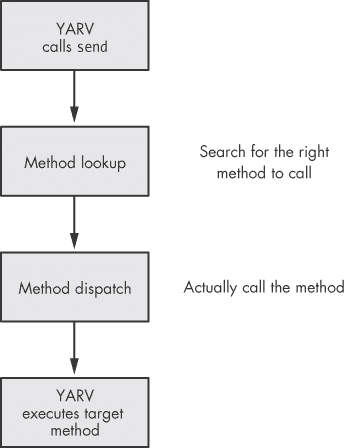 YARV
calls send
Method lookup
Search for the right
method to call
Method dispatch
Actually call the method
YARV
executes target
method